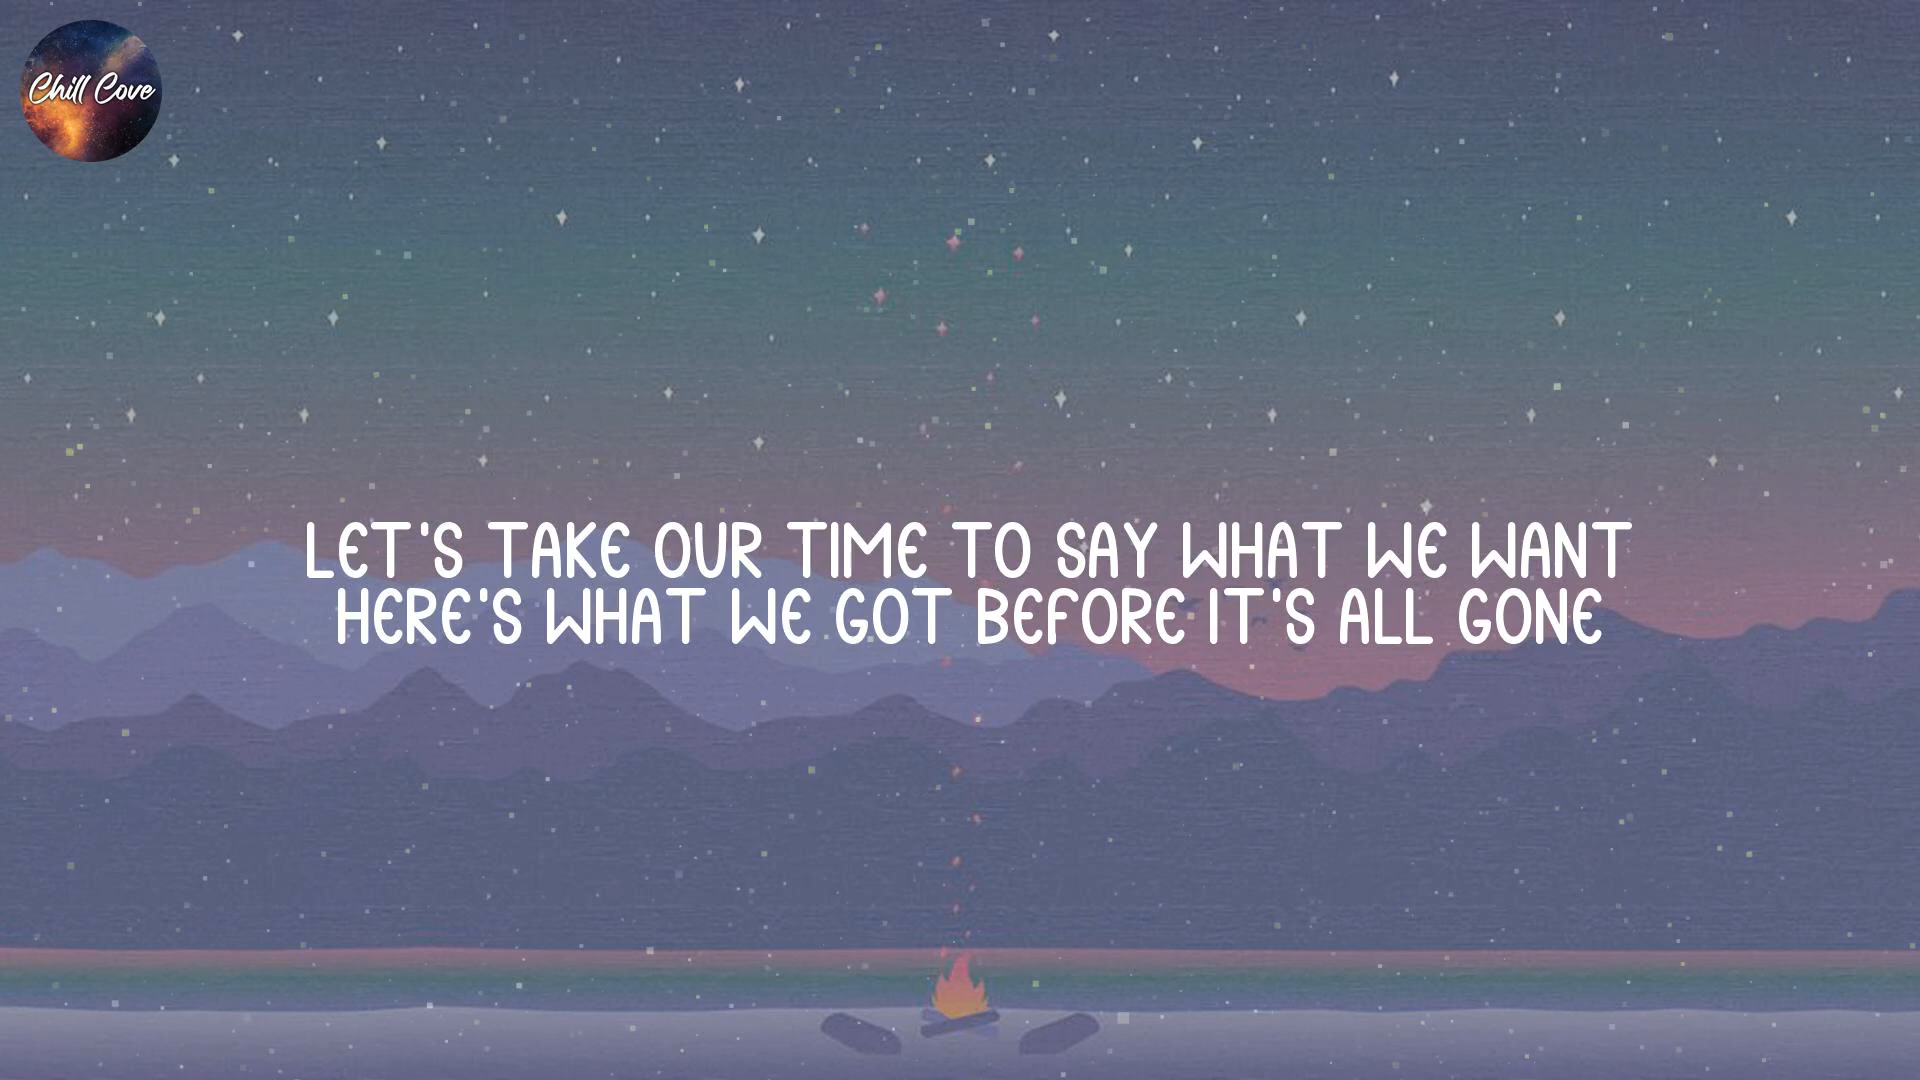 Chill Cove
LET'S TAKE OUR TIME TO SAY WHAT WE WANT
HERE'S WHAT WE GOT BEFORE IT'S ALL GONE